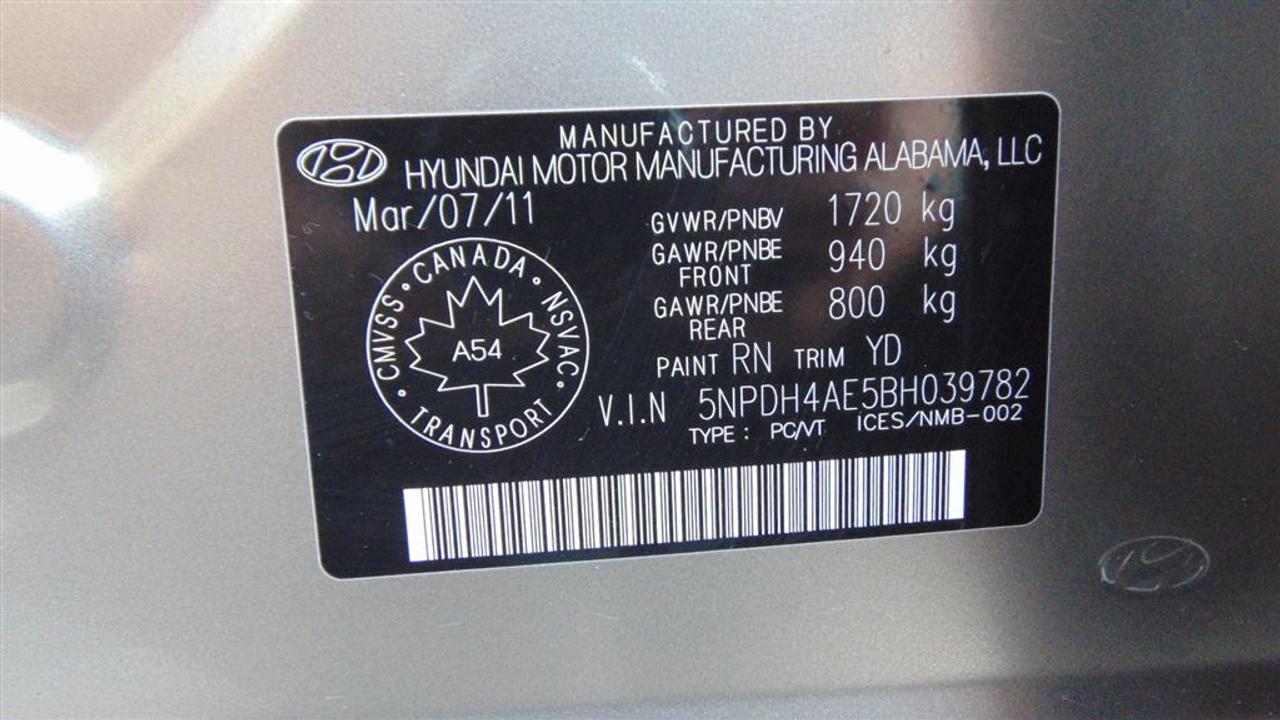 MANUFACTURED BY
HYUNDAI MOTOR MANUFACTURING ALABAMA, LLC
Mar/07/11
GVWR/PNBV 1720 kg
GAWR/PNBE FRONT 940 kg
GAWR/PNBE REAR 800 kg
PAINT RN TRIM YD
V.I.N 5NPDH4AE5BH039782
TYPE : PC/VT ICES/NMB-002
CMVSS • CANADA • NSVAC • TRANSPORT •
A54